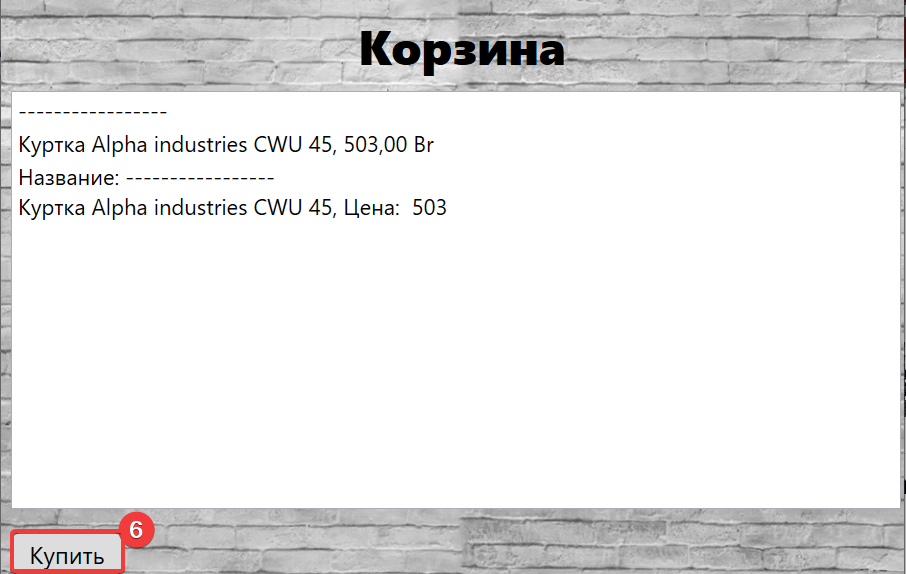 Корзина
-----------------
Куртка Alpha industries CWU 45, 503,00 Br
Название: -----------------
Куртка Alpha industries CWU 45, Цена:  503
6
Купить